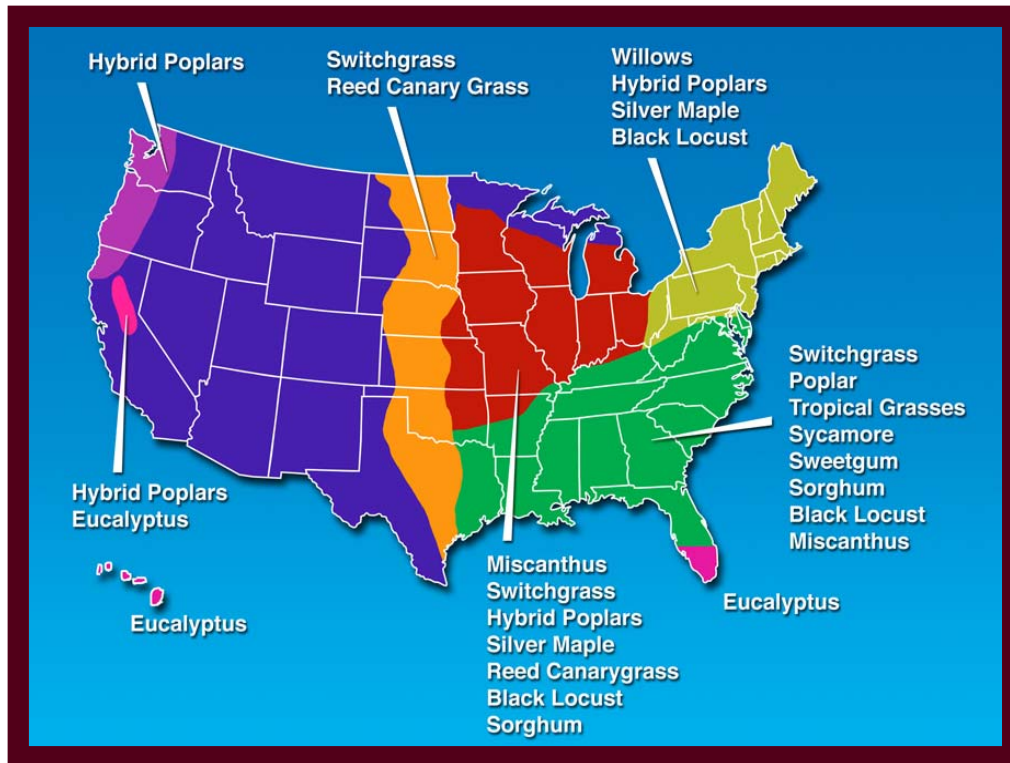 Hybrid Poplars
Switchgrass
Reed Canary Grass
Willows
Hybrid Poplars
Silver Maple
Black Locust
Switchgrass
Poplar
Tropical Grasses
Sycamore
Sweetgum
Sorghum
Black Locust
Miscanthus
Hybrid Poplars
Eucalyptus
Miscanthus
Switchgrass
Hybrid Poplars
Silver Maple
Reed Canarygrass
Black Locust
Sorghum
Eucalyptus
Eucalyptus